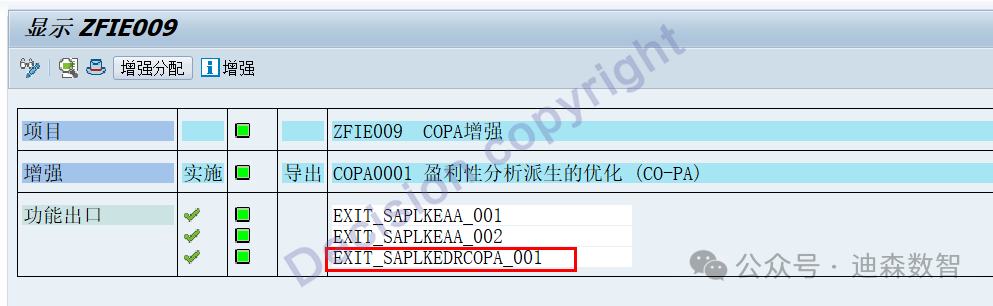 显示 ZFIE009
增强分配 增强
项目 ZFIE009 COPA增强
增强 实施 导出 COPA0001 盈利性分析派生的优化 (CO-PA)
功能出口 EXIT_SAPLKEAA_001
EXIT_SAPLKEAA_002
EXIT_SAPLKEDRCOPA_001
Decision copyright
公众号 · 迪森数智